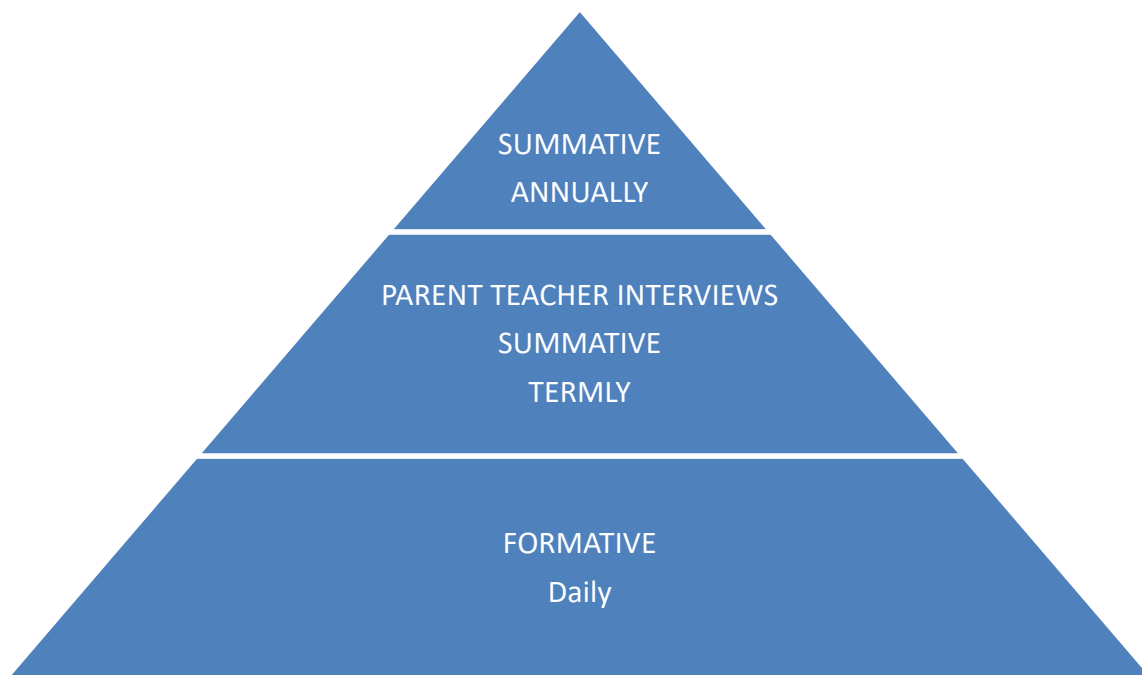 SUMMATIVE
ANNUALLY
PARENT TEACHER INTERVIEWS
SUMMATIVE
TERMLY
FORMATIVE
Daily